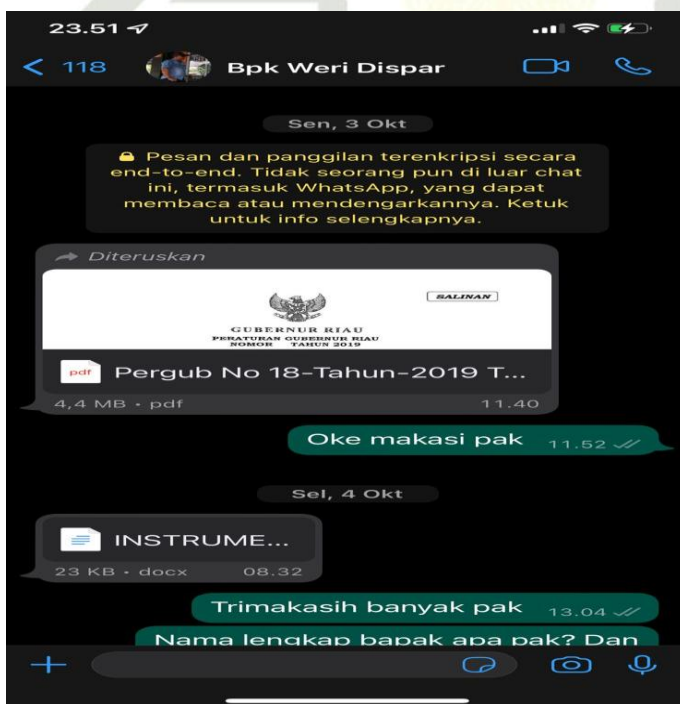 23.51
118 Bpk Weri Dispar
Sen, 3 Okt
Pesan dan panggilan terenkripsi secara
end-to-end. Tidak seorang pun di luar chat
ini, termasuk WhatsApp, yang dapat
membaca atau mendengarkannya. Ketuk
untuk info selengkapnya.
Diteruskan
SALINAN
GUBERNUR RIAU
PERATURAN GUBERNUR RIAU
NOMOR TAHUN 2019
pdf Pergub No 18-Tahun-2019 T...
4,4 MB • pdf 11.40
Oke makasi pak 11.52
Sel, 4 Okt
INSTRUME...
23 KB • docx 08.32
Trimakasih banyak pak 13.04
Nama lengkap bapak apa pak? Dan